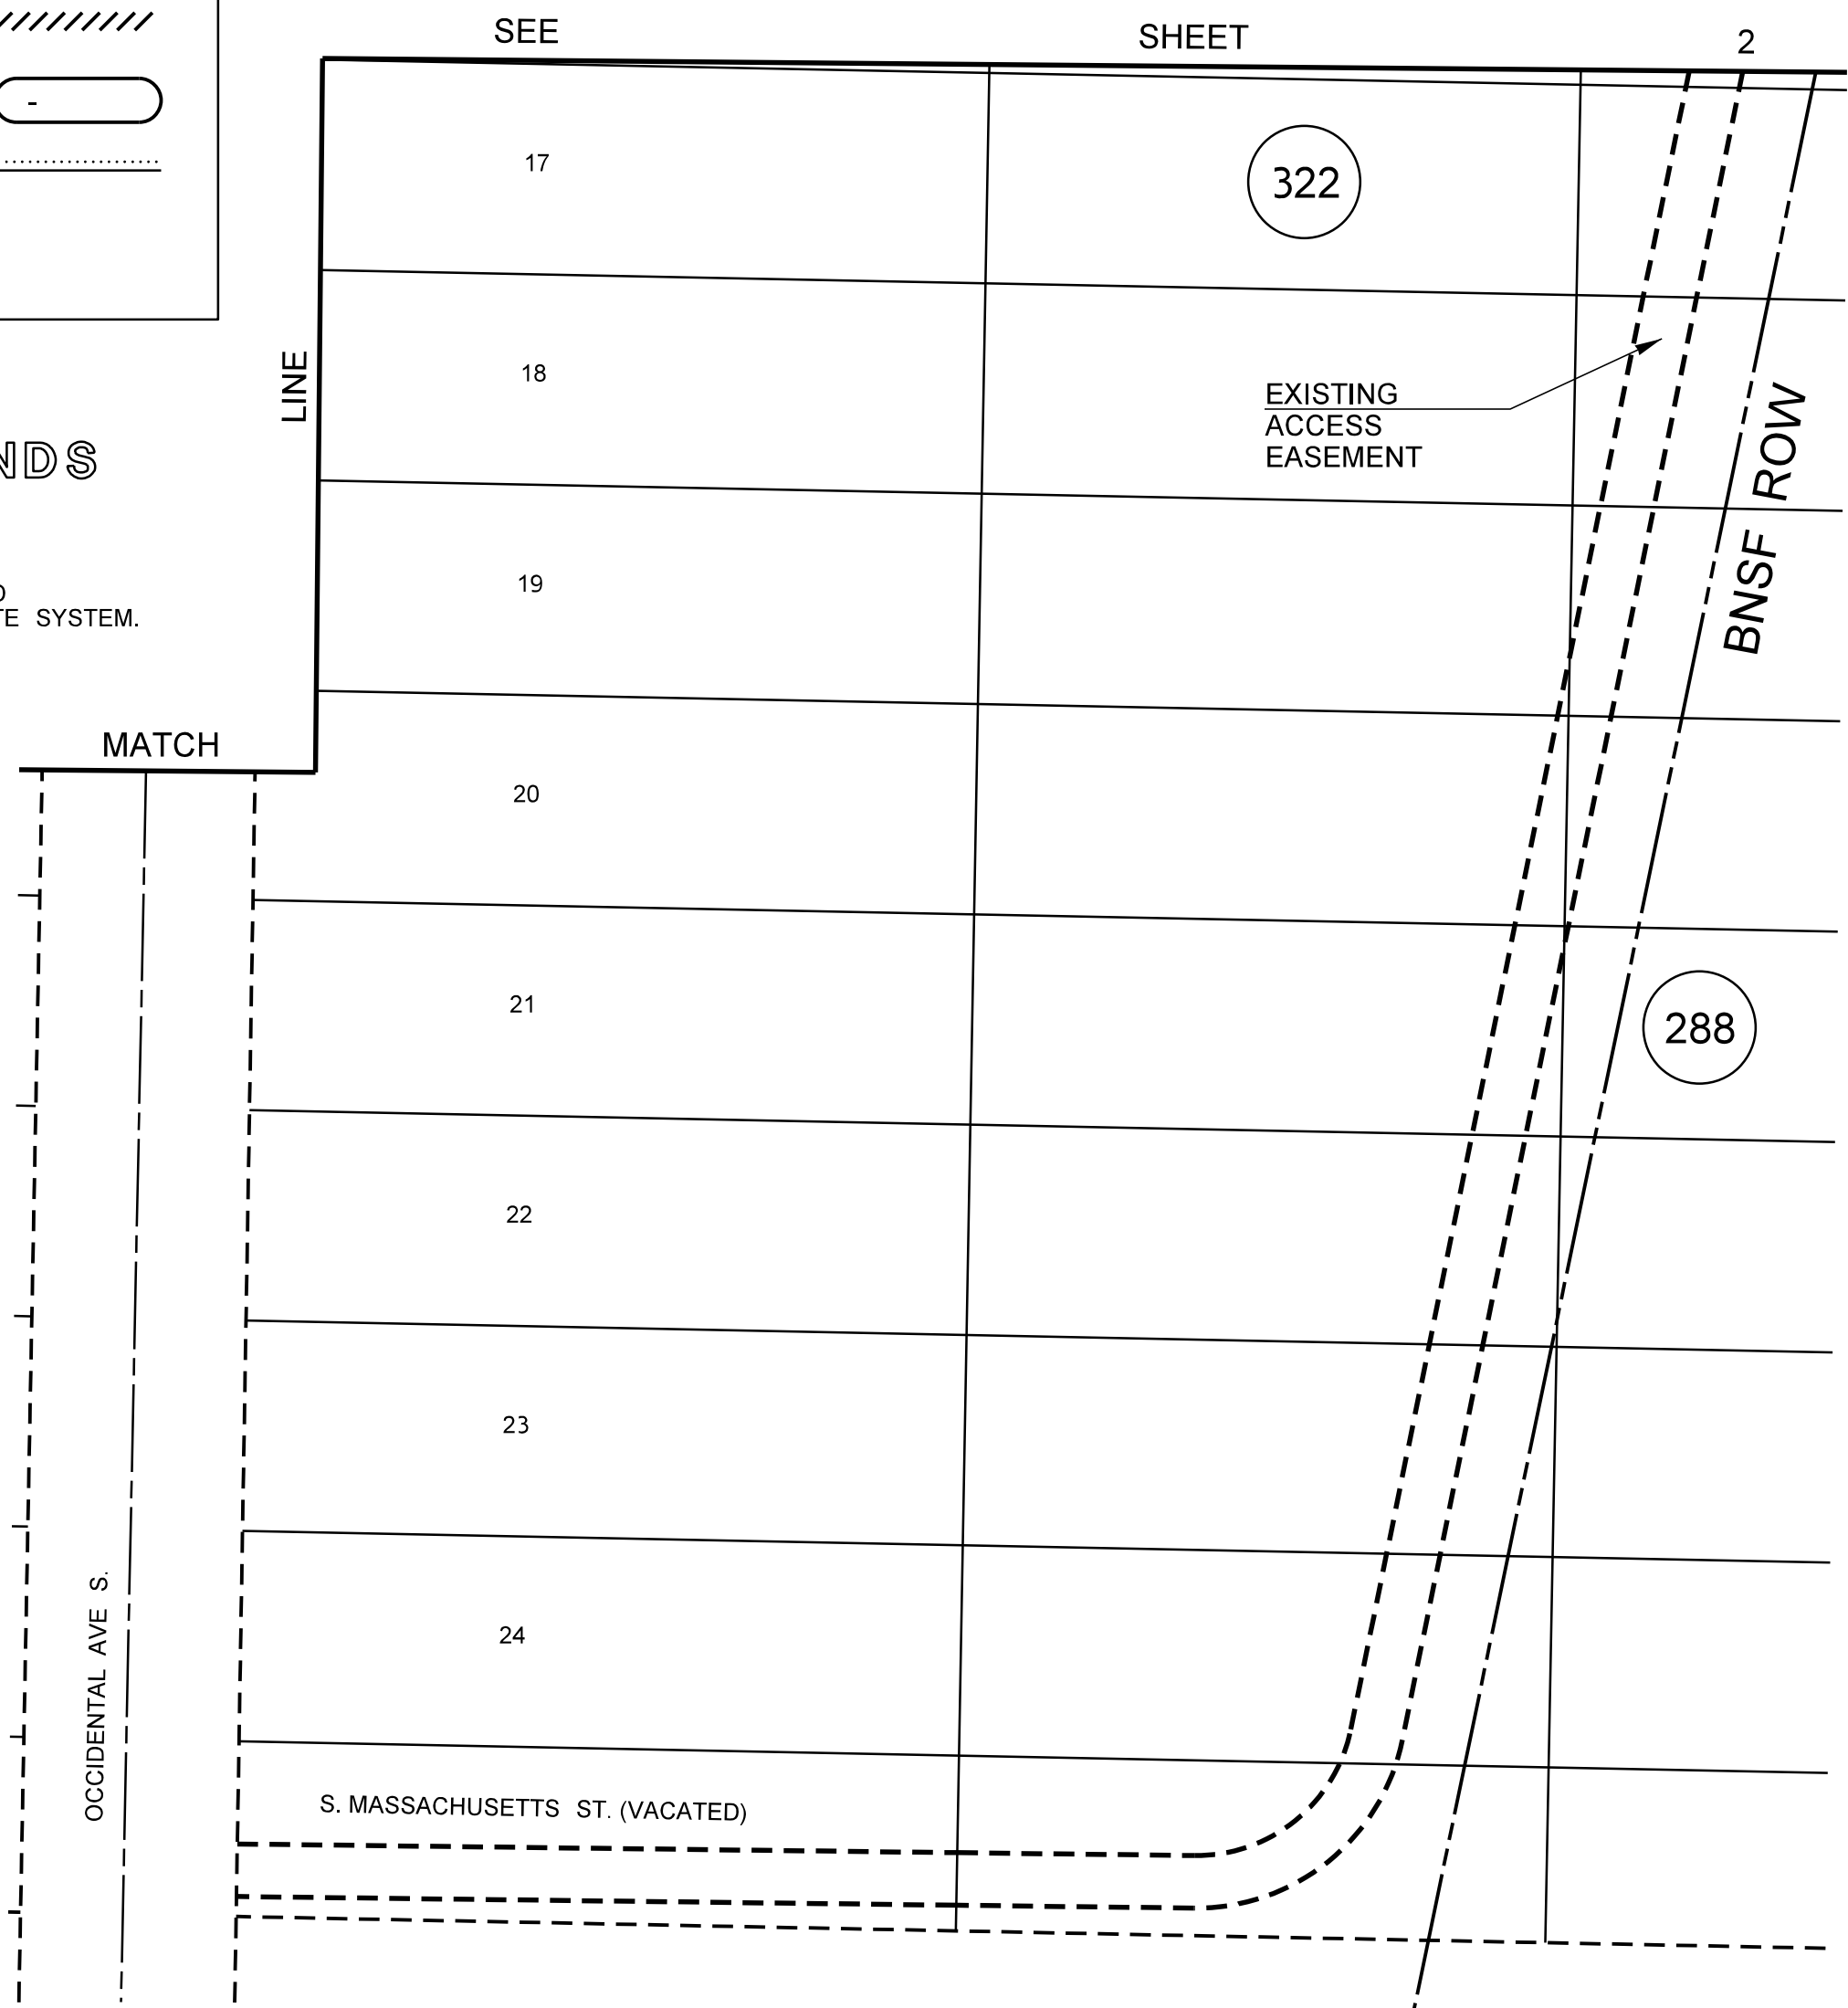 SEE SHEET 2
-
17
322
LINE
18
EXISTING
ACCESS
EASEMENT
BNSF ROW
NDS
19
SYSTEM.
MATCH
20
21
288
22
23
24
OCCIDENTAL AVE S.
S. MASSACHUSETTS ST. (VACATED)